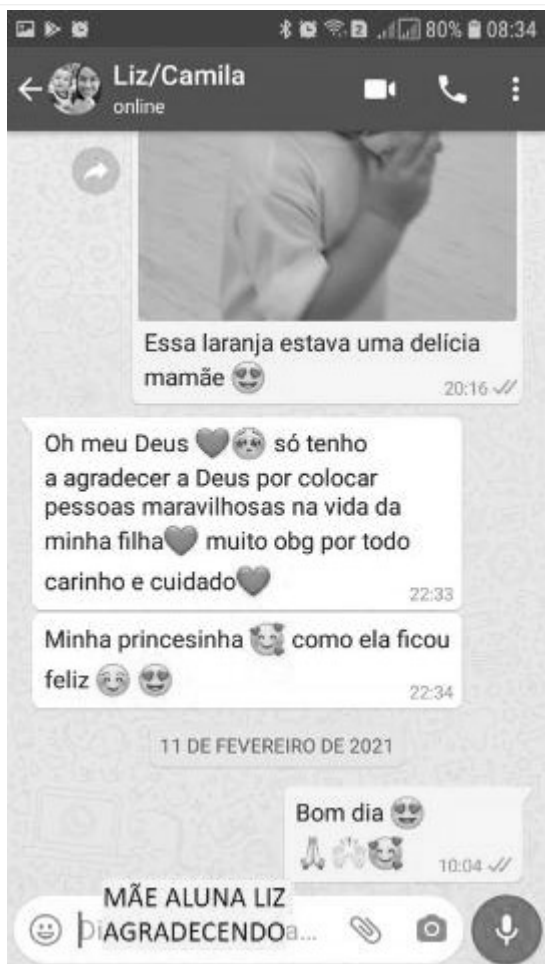 80% 08:34
Liz/Camila
online
Essa laranja estava uma delícia
mamãe 😍
20:16
Oh meu Deus ❤️🥺 só tenho
a agradecer a Deus por colocar
pessoas maravilhosas na vida da
minha filha❤️ muito obg por todo
carinho e cuidado❤️
22:33
Minha princesinha 🥰 como ela ficou
feliz 🥲 😍
22:34
11 DE FEVEREIRO DE 2021
Bom dia 😍
🙏🙌🥰 10:04
MÃE ALUNA LIZ
AGRADECENDO